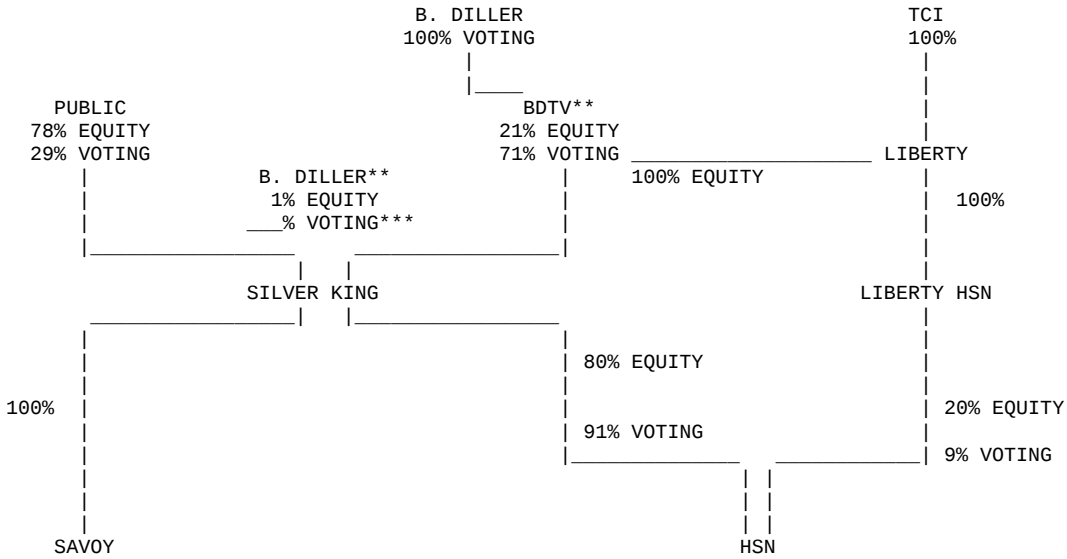 B. DILLER TCI
100% VOTING 100%
PUBLIC BDTV**
78% EQUITY 21% EQUITY
29% VOTING 71% VOTING LIBERTY
B. DILLER** 100% EQUITY
1% EQUITY 100%
___% VOTING***
SILVER KING LIBERTY HSN
80% EQUITY
100% 20% EQUITY
91% VOTING
9% VOTING
SAVOY HSN